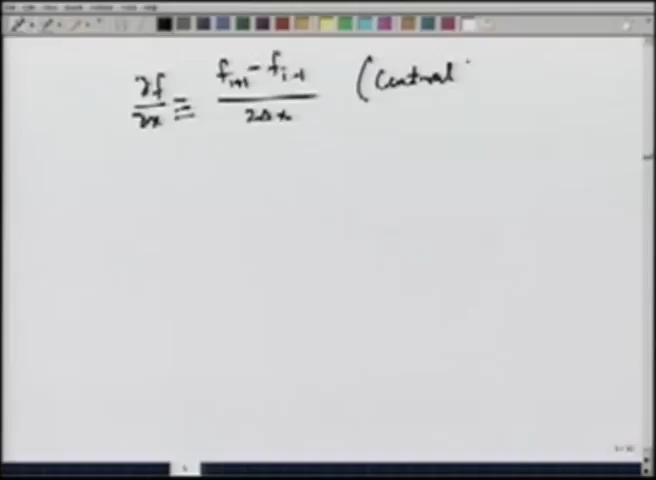 ∂f/∂x ≡ (f_{i+1} - f_{i-1})/(2Δx) (Central